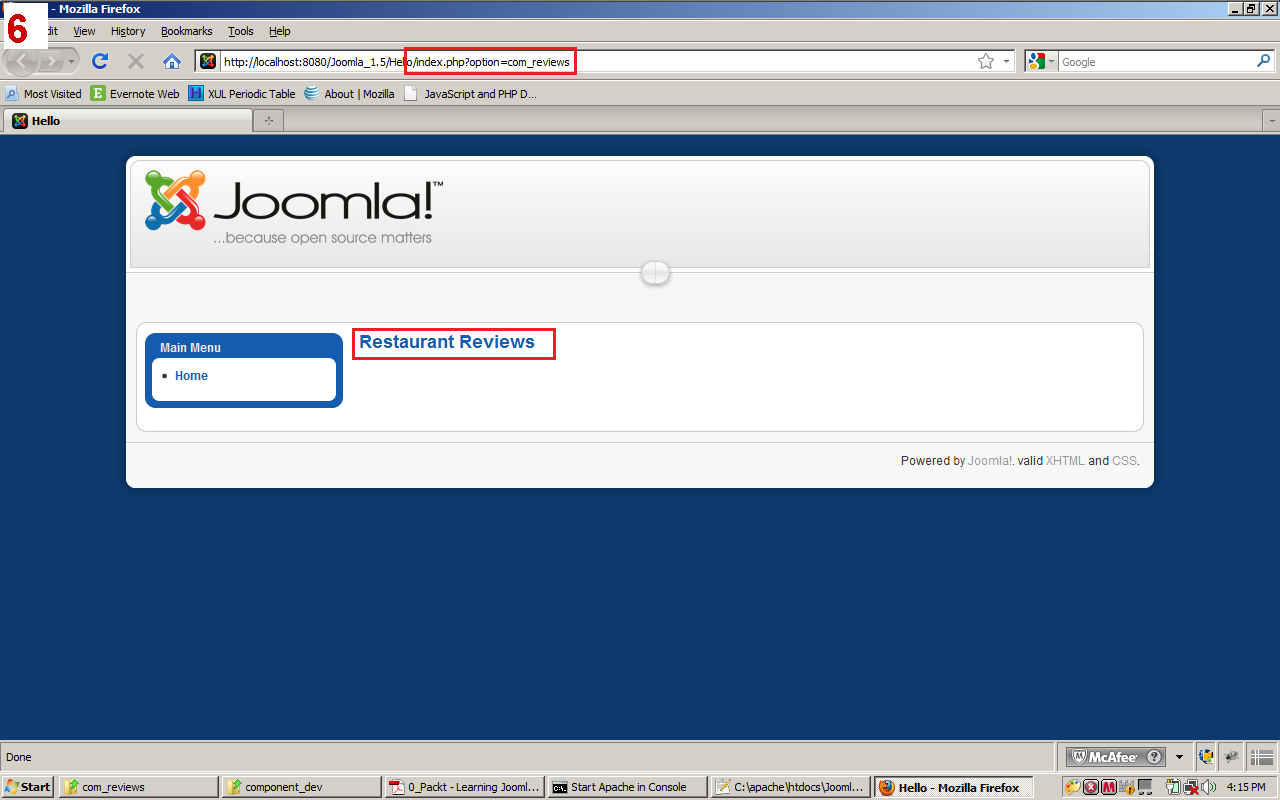 6
- Mozilla Firefox
dit View History Bookmarks Tools Help
http://localhost:8080/Joomla_1.5/Hello/index.php?option=com_reviews
Google
Most Visited Evernote Web XUL Periodic Table About | Mozilla JavaScript and PHP D...
Hello
Joomla!™
...because open source matters
Main Menu
Home
Restaurant Reviews
Powered by Joomla!. valid XHTML and CSS.
Done
McAfee
Start com_reviews component_dev 0_Packt - Learning Jooml... Start Apache in Console C:\apache\htdocs\Jooml... Hello - Mozilla Firefox 4:15 PM